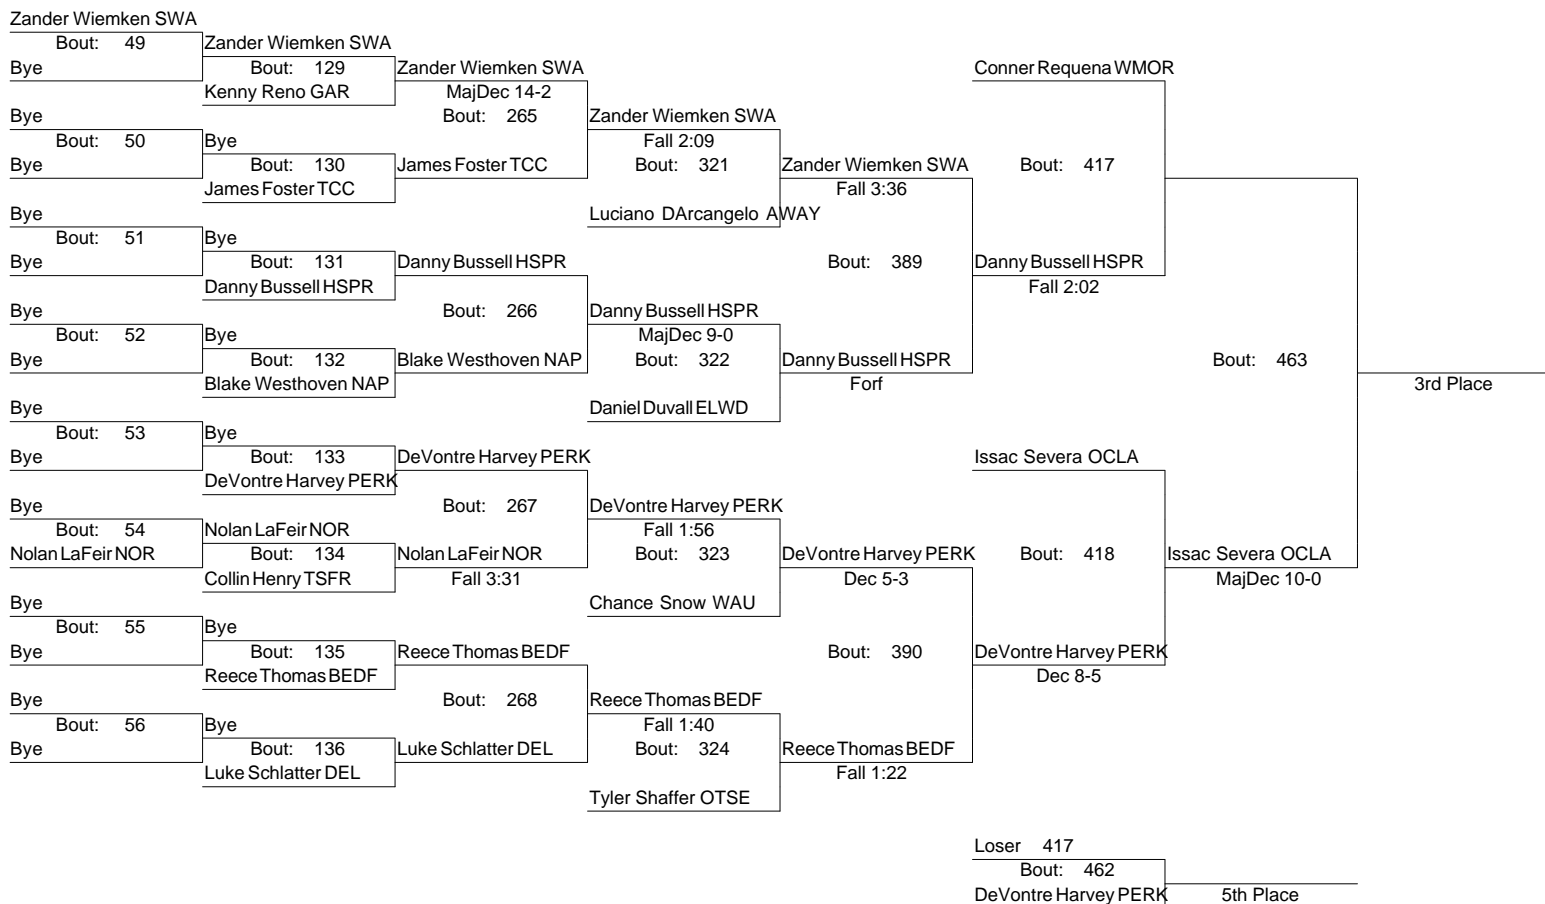 Zander Wiemken SWA
Bout: 49
Bye
Bye
Bout: 50
Bye
Bye
Bout: 51
Bye
Bye
Bout: 52
Bye
Bye
Bout: 53
Bye
Bye
Bout: 54
Nolan LaFeir NOR
Bye
Bout: 55
Bye
Bye
Bout: 56
Bye
Zander Wiemken SWA
Bout: 129
Kenny Reno GAR
Bye
Bout: 130
James Foster TCC
Bye
Bout: 131
Danny Bussell HSPR
Bye
Bout: 132
Blake Westhoven NAP
Bye
Bout: 133
DeVontre Harvey PERK
Nolan LaFeir NOR
Bout: 134
Collin Henry TSFR
Bye
Bout: 135
Reece Thomas BEDF
Bye
Bout: 136
Luke Schlatter DEL
Zander Wiemken SWA
MajDec 14-2
Bout: 265
James Foster TCC
Danny Bussell HSPR
Bout: 266
Blake Westhoven NAP
DeVontre Harvey PERK
Bout: 267
Nolan LaFeir NOR
Fall 3:31
Reece Thomas BEDF
Bout: 268
Luke Schlatter DEL
Zander Wiemken SWA
Fall 2:09
Bout: 321
Luciano DArcangelo AWAY
Danny Bussell HSPR
MajDec 9-0
Bout: 322
Daniel Duvall ELWD
DeVontre Harvey PERK
Fall 1:56
Bout: 323
Chance Snow WAU
Reece Thomas BEDF
Fall 1:40
Bout: 324
Tyler Shaffer OTSE
Zander Wiemken SWA
Fall 3:36
Bout: 389
Danny Bussell HSPR
Forf
DeVontre Harvey PERK
Dec 5-3
Bout: 390
Reece Thomas BEDF
Fall 1:22
Conner Requena WMOR
Bout: 417
Danny Bussell HSPR
Fall 2:02
Issac Severa OCLA
Bout: 418
DeVontre Harvey PERK
Dec 8-5
Bout: 463
Issac Severa OCLA
MajDec 10-0
3rd Place
Loser 417
Bout: 462
DeVontre Harvey PERK
5th Place